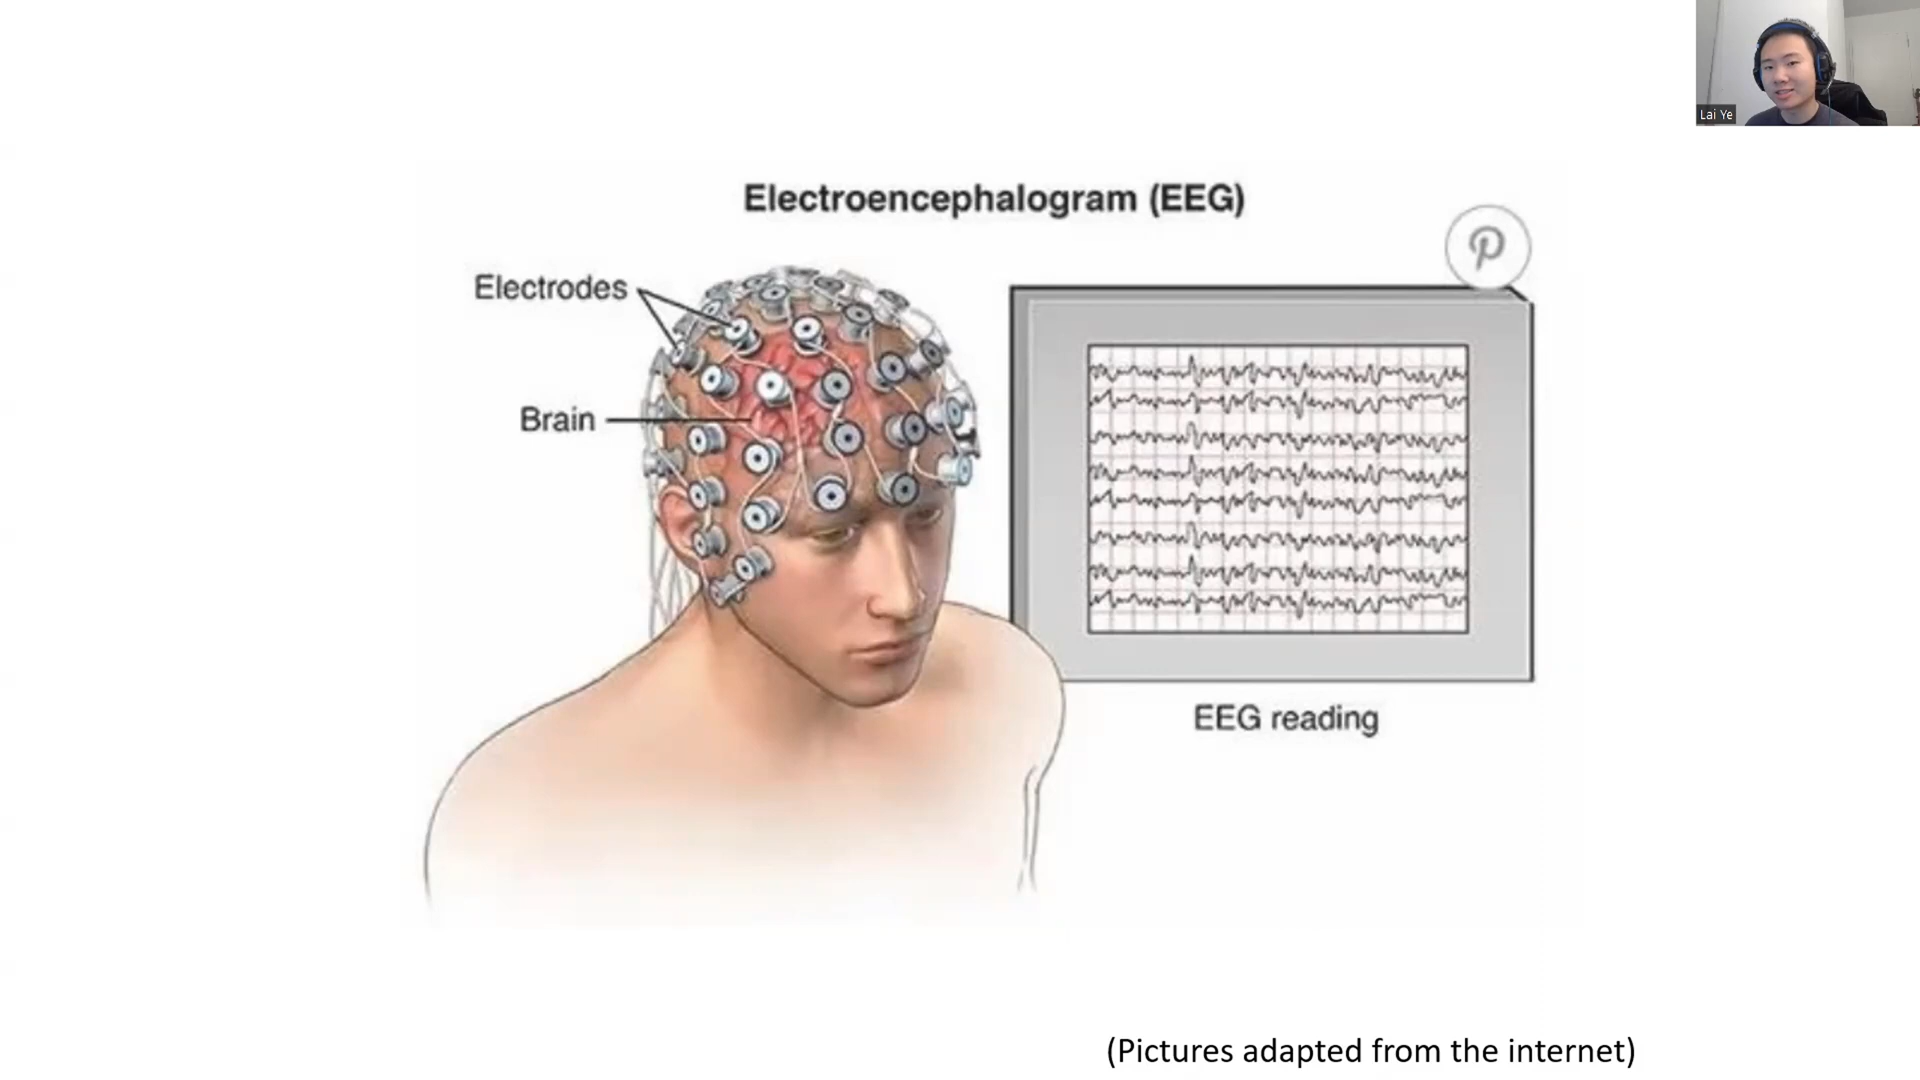 Lai Ye
Electroencephalogram (EEG)
Electrodes
Brain
EEG reading
(Pictures adapted from the internet)